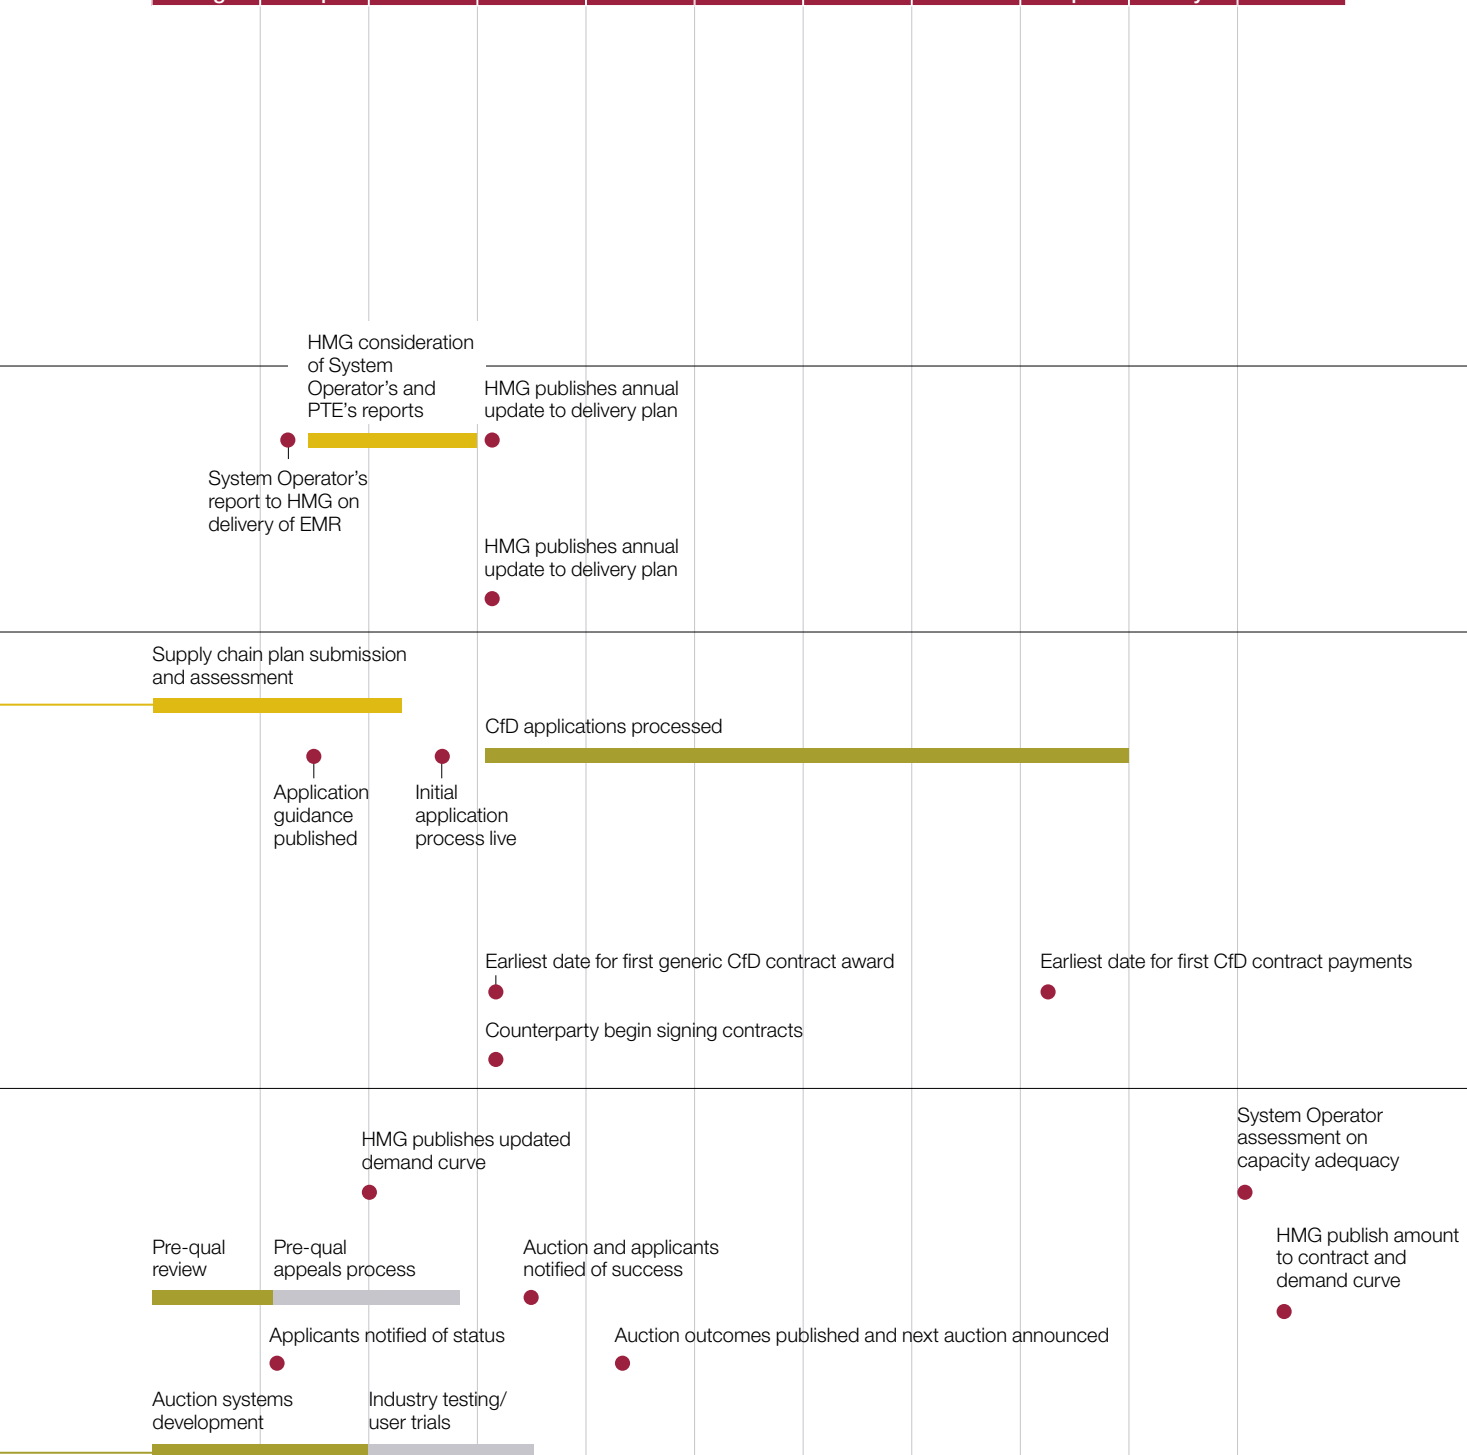 HMG consideration
of System
Operator's and
PTE's reports
HMG publishes annual
update to delivery plan
System Operator's
report to HMG on
delivery of EMR
HMG publishes annual
update to delivery plan
Supply chain plan submission
and assessment
CfD applications processed
Application
guidance
published
Initial
application
process live
Earliest date for first generic CfD contract award
Earliest date for first CfD contract payments
Counterparty begin signing contracts
System Operator
assessment on
capacity adequacy
HMG publishes updated
demand curve
HMG publish amount
to contract and
demand curve
Pre-qual
review
Pre-qual
appeals process
Auction and applicants
notified of success
Applicants notified of status
Auction outcomes published and next auction announced
Auction systems
development
Industry testing/
user trials